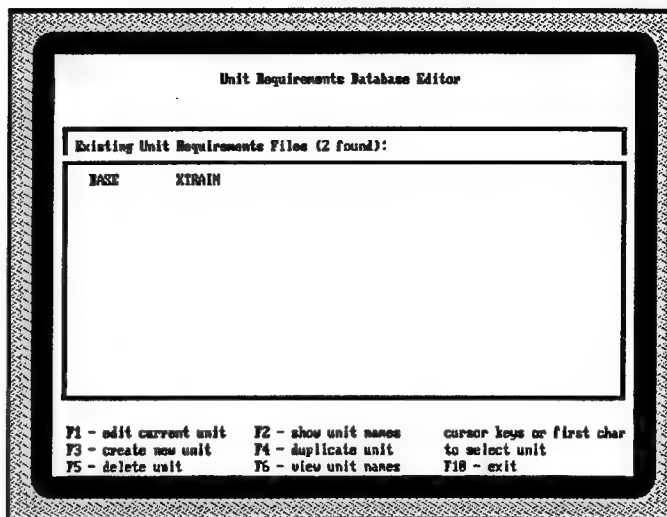 Unit Requirements Database Editor
Existing Unit Requirements Files (2 found):
BASE XTRAIN
F1 - edit current unit F2 - show unit names cursor keys or first char
F3 - create new unit F4 - duplicate unit to select unit
F5 - delete unit F6 - view unit names F10 - exit